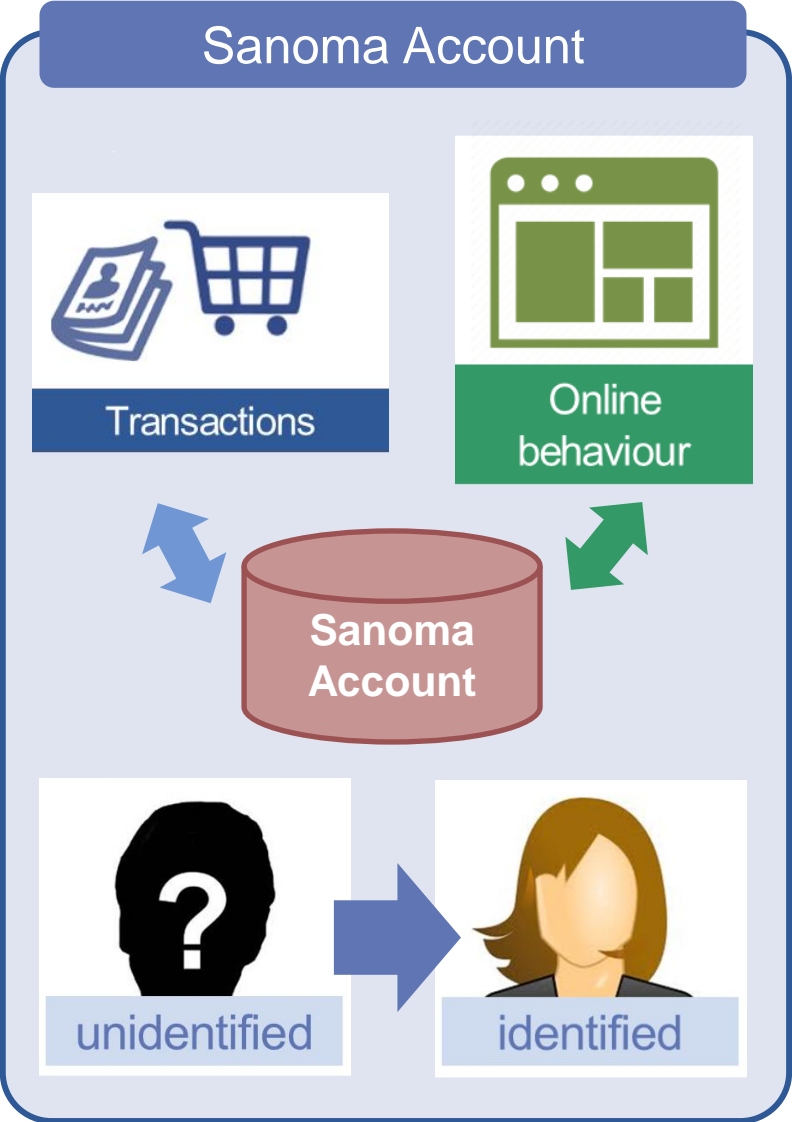 Sanoma Account
Transactions
Online
behaviour
Sanoma
Account
?
unidentified
identified